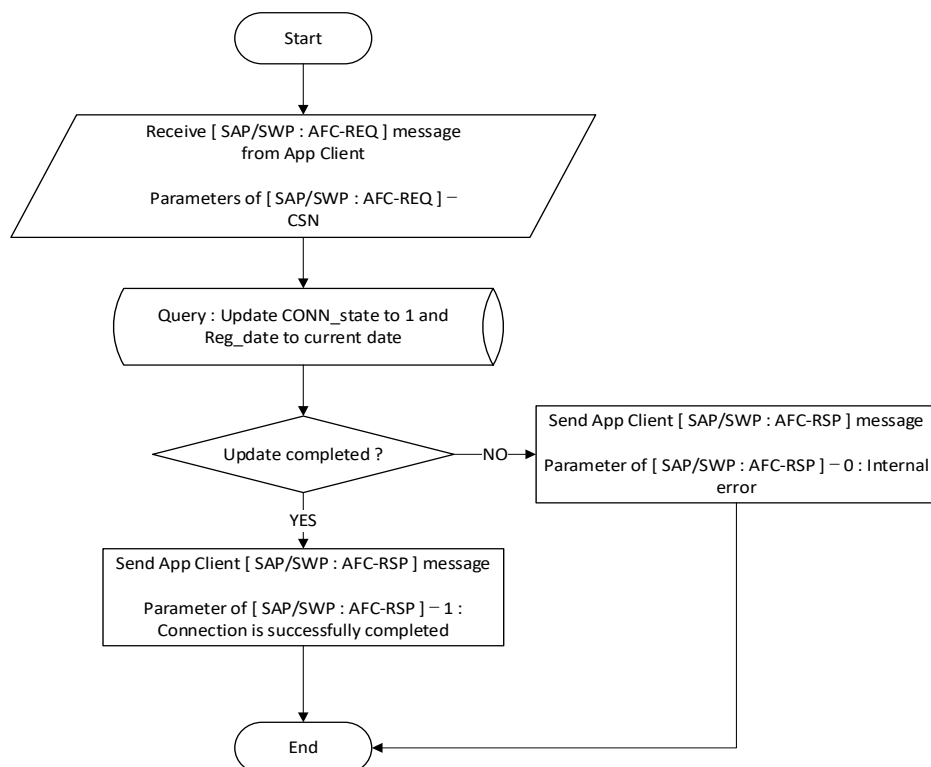 Start
Receive [ SAP/SWP : AFC-REQ ] message
from App Client
Parameters of [ SAP/SWP : AFC-REQ ] –
CSN
Query : Update CONN_state to 1 and
Reg_date to current date
Update completed ?
NO
Send App Client [ SAP/SWP : AFC-RSP ] message
Parameter of [ SAP/SWP : AFC-RSP ] – 0 : Internal
error
YES
Send App Client [ SAP/SWP : AFC-RSP ] message
Parameter of [ SAP/SWP : AFC-RSP ] – 1 :
Connection is successfully completed
End